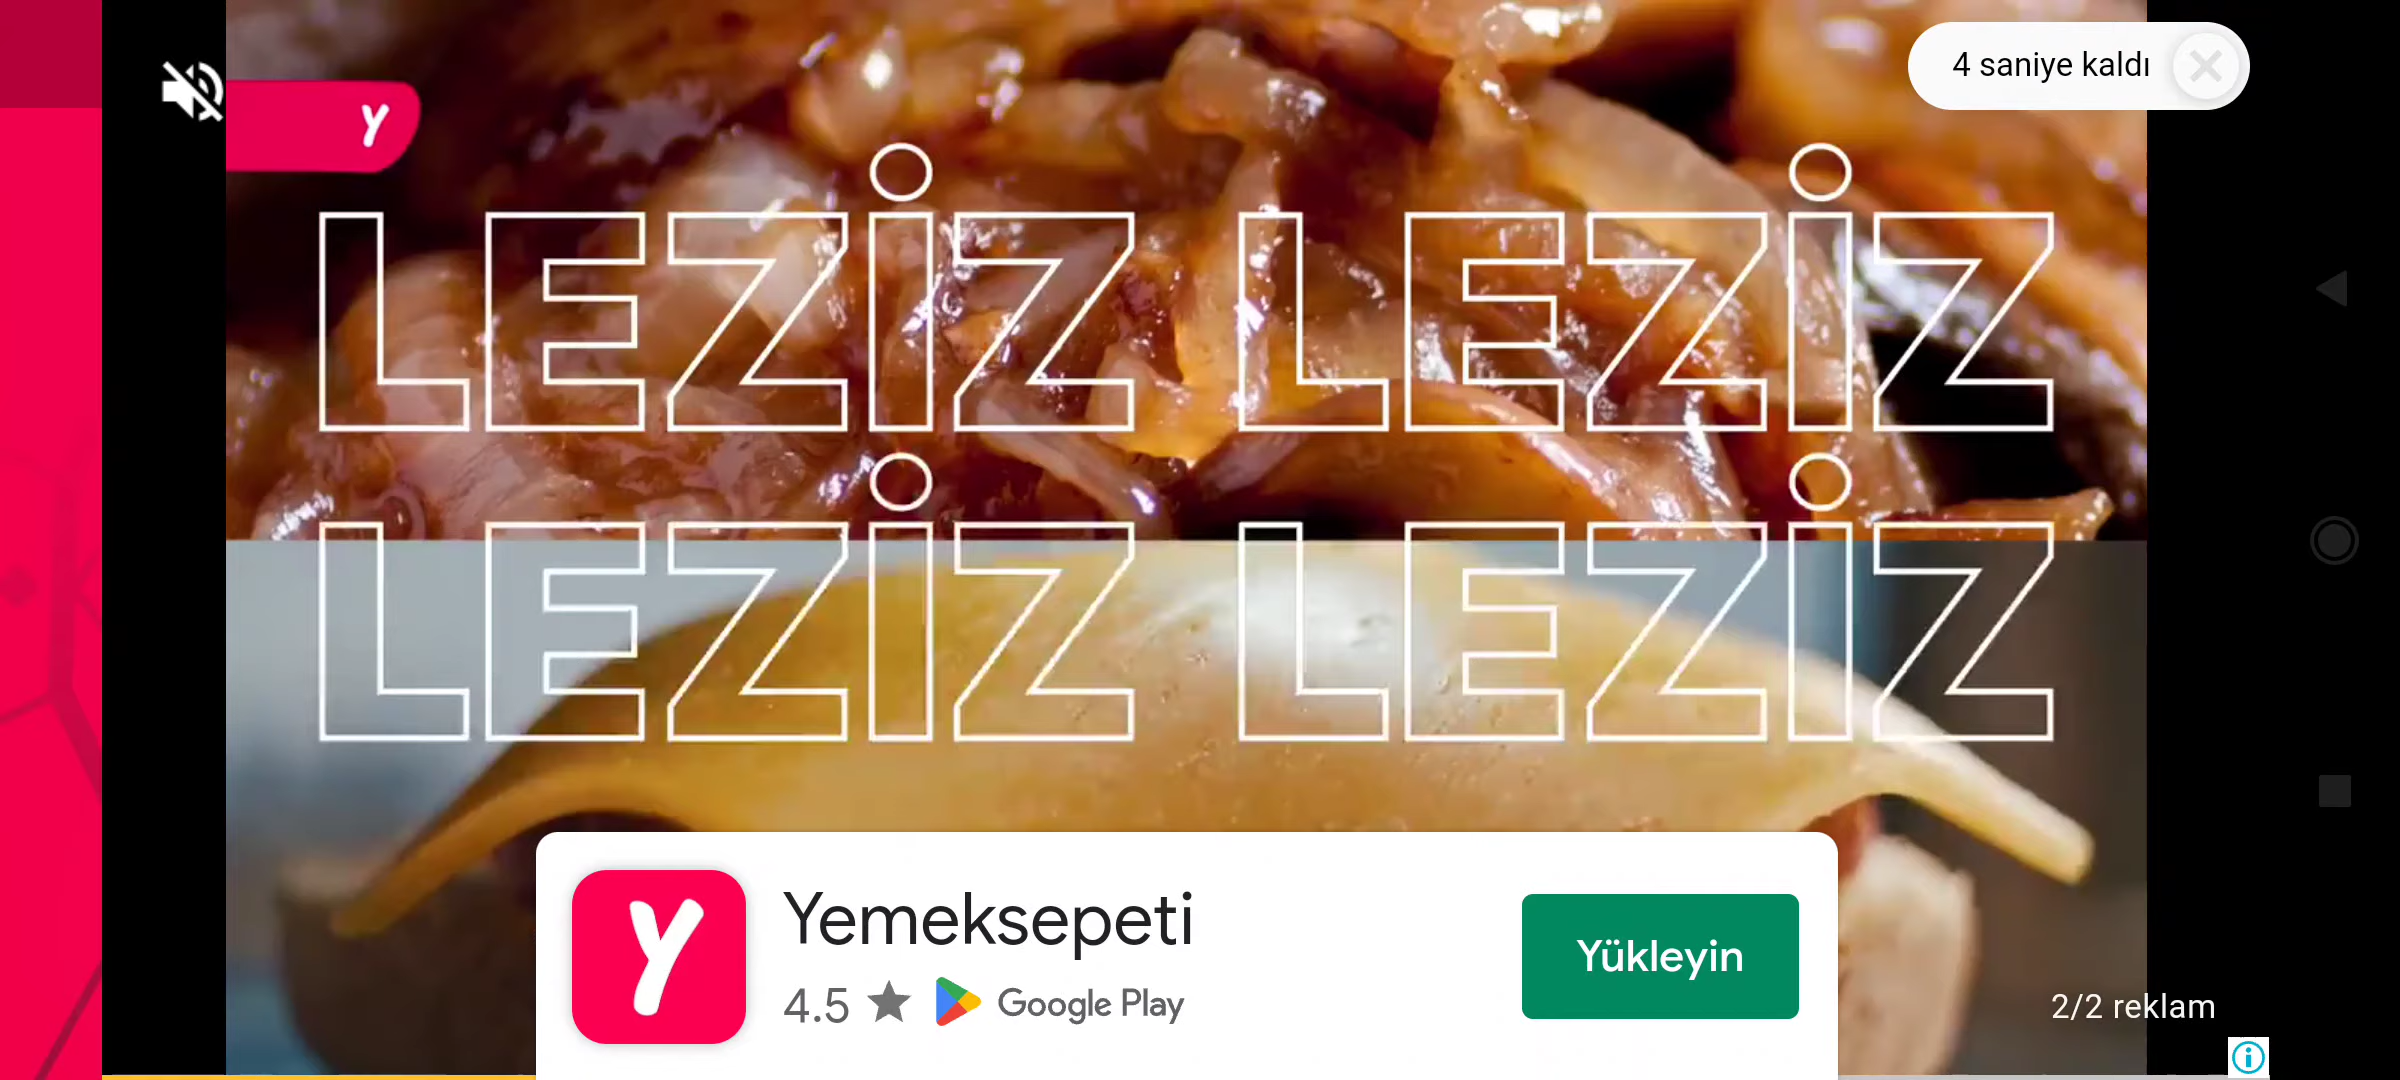 4 saniye kaldı
Y
LEZİZ LEZİZ
LEZİZ LEZİZ
Y
Yemeksepeti
4.5 ★ Google Play
Yükleyin
2/2 reklam